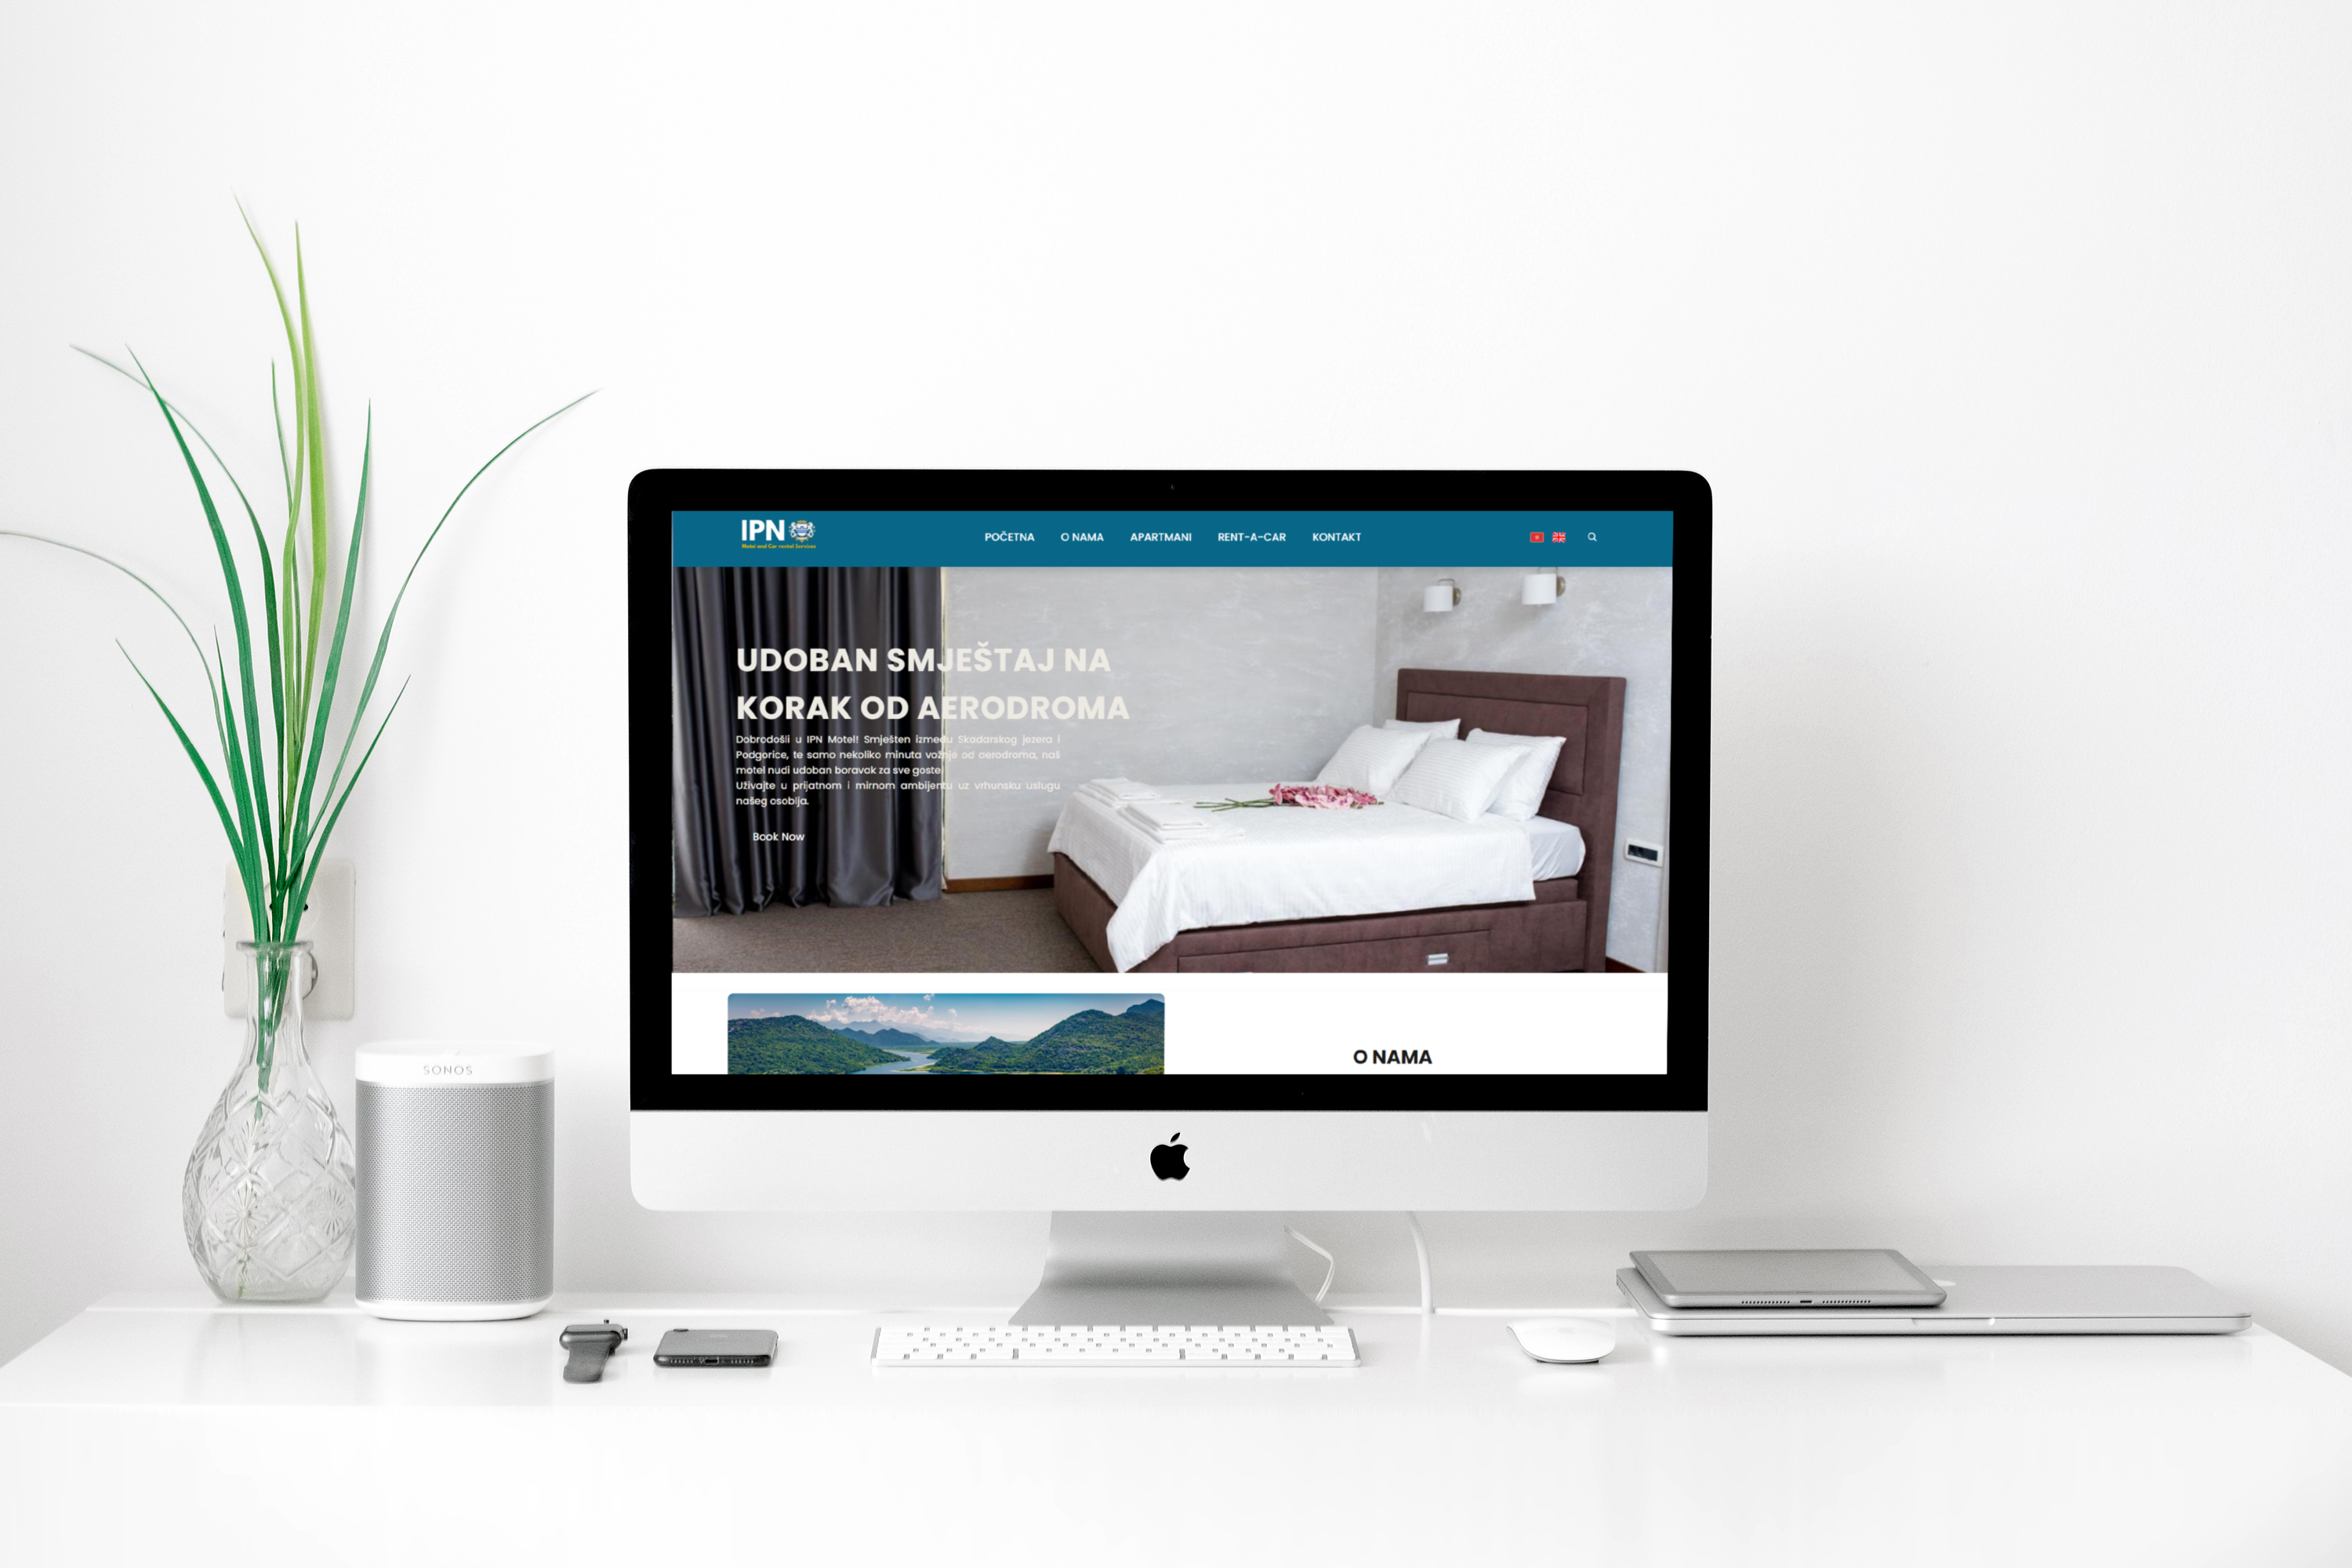 IPN
Motel and Car rental Services
POČETNA O NAMA APARTMANI RENT-A-CAR KONTAKT
UDOBAN SMJEŠTAJ NA
KORAK OD AERODROMA
Dobrodošli u IPN Motel! Smješten između Skadarskog jezera i
Podgorice, te samo nekoliko minuta vožnje od aerodroma, naš
motel nudi udoban boravak za sve goste.
Uživajte u prijatnom i mirnom ambijentu uz vrhunsku uslugu
našeg osoblja.
Book Now
O NAMA
SONOS